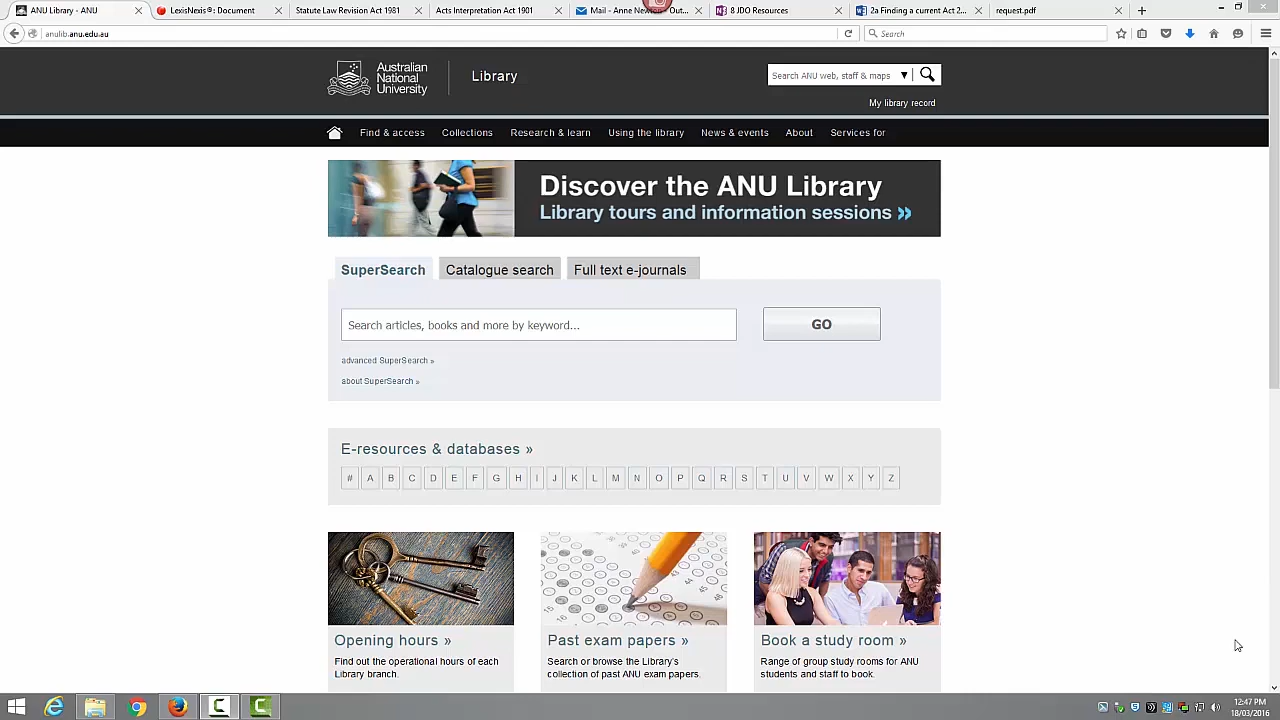 ANU Library - ANU
LexisNexis®: Document
Statute Law Revision Act 1981
Acts Interpretation Act 1901
Mail - Anne Newton - Out...
8 JDO Resources
2a Finding a current Act 2...
request.pdf
anulib.anu.edu.au
Search
Australian
National
University
Library
Search ANU web, staff & maps
My library record
Find & access
Collections
Research & learn
Using the library
News & events
About
Services for
Discover the ANU Library
Library tours and information sessions »
SuperSearch
Catalogue search
Full text e-journals
Search articles, books and more by keyword...
GO
advanced SuperSearch »
about SuperSearch »
E-resources & databases »
# A B C D E F G H I J K L M N O P Q R S T U V W X Y Z
Opening hours »
Find out the operational hours of each
Library branch.
Past exam papers »
Search or browse the Library's
collection of past ANU exam papers.
Book a study room »
Range of group study rooms for ANU
students and staff to book.
12:47 PM
18/03/2016